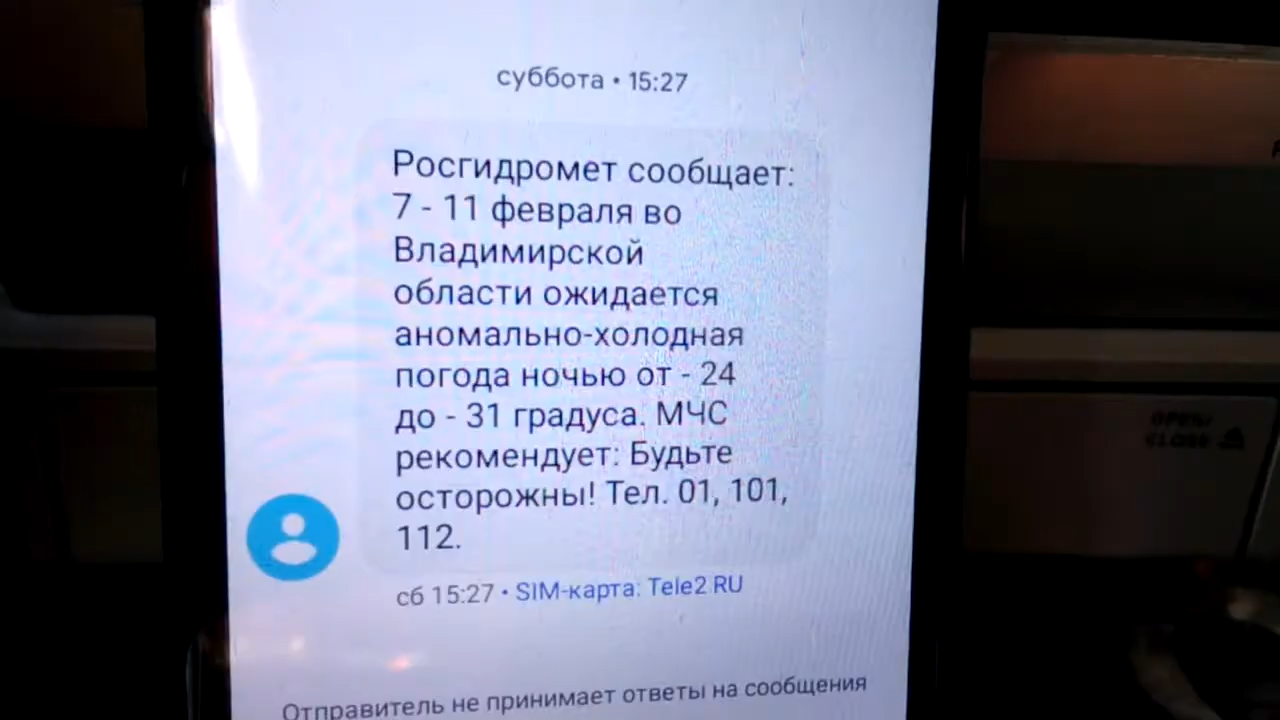 суббота • 15:27
Росгидромет сообщает:
7 - 11 февраля во
Владимирской
области ожидается
аномально-холодная
погода ночью от - 24
до - 31 градуса. МЧС
рекомендует: Будьте
осторожны! Тел. 01, 101,
112.
сб 15:27 • SIM-карта: Tele2 RU
Отправитель не принимает ответы на сообщения
OPEN/
CLOSE